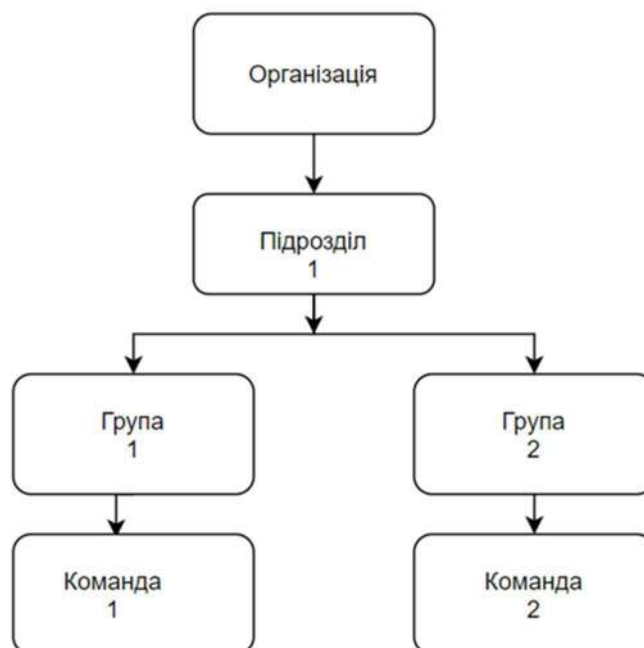 Організація
Підрозділ
1
Група
1
Група
2
Команда
1
Команда
2